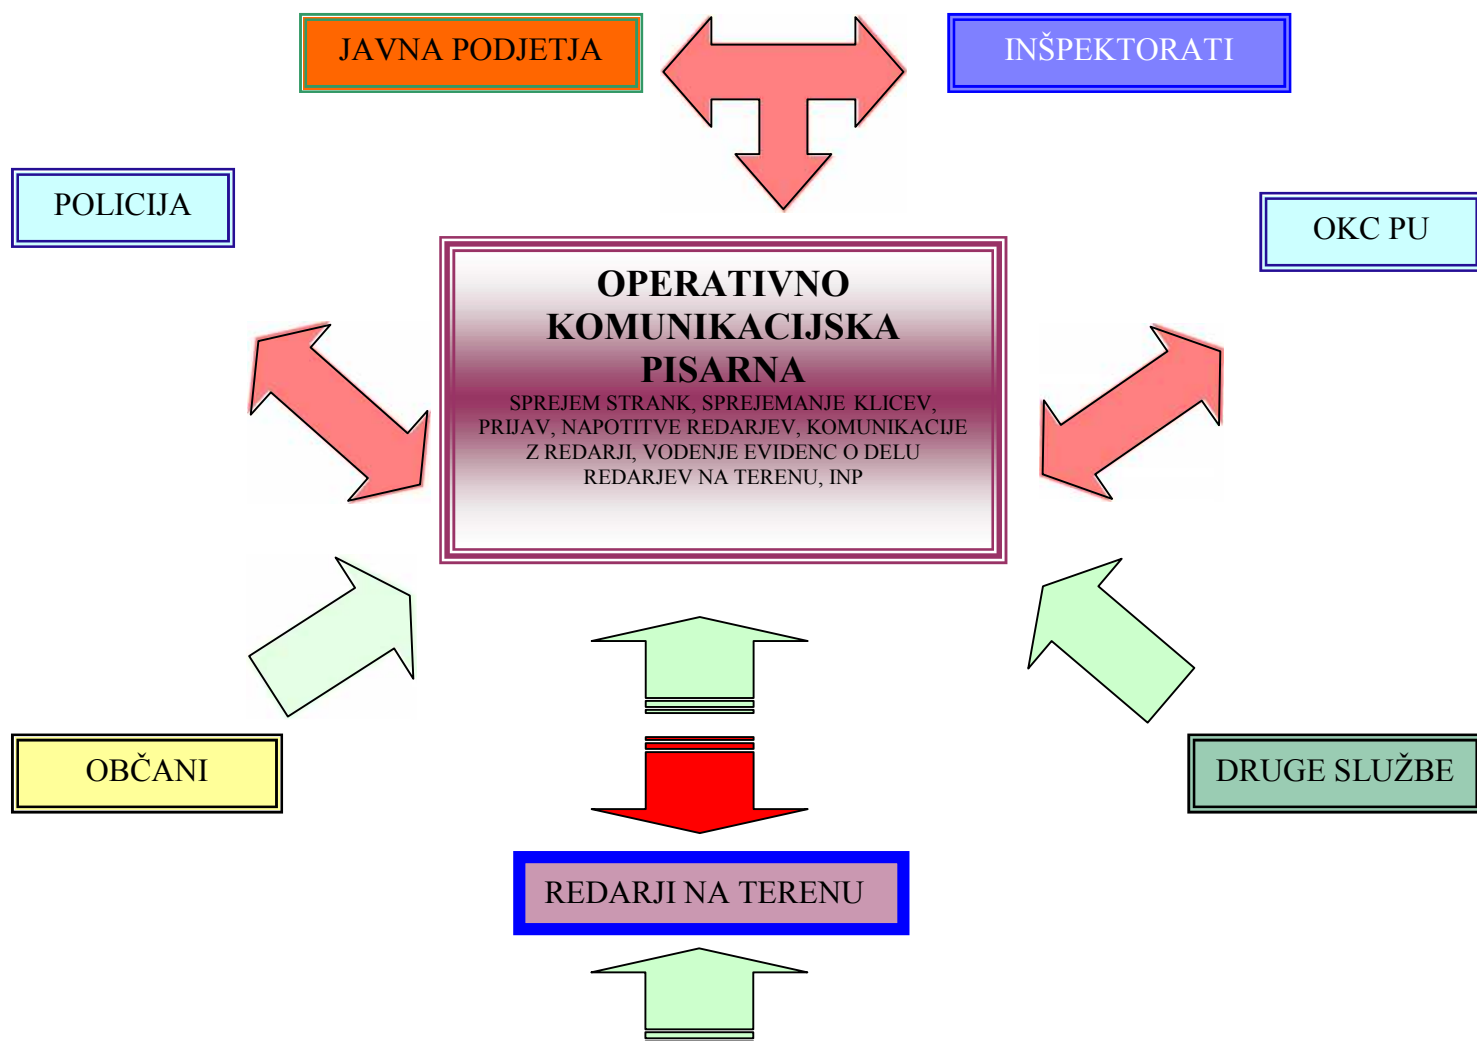 JAVNA PODJETJA
INŠPEKTORATI
POLICIJA
OKC PU
OPERATIVNO
KOMUNIKACIJSKA
PISARNA
SPREJEM STRANK, SPREJEMANJE KLICEV,
PRIJAV, NAPOTITVE REDARJEV, KOMUNIKACIJE
Z REDARJI, VODENJE EVIDENC O DELU
REDARJEV NA TERENU, INP
OBČANI
DRUGE SLUŽBE
REDARJI NA TERENU